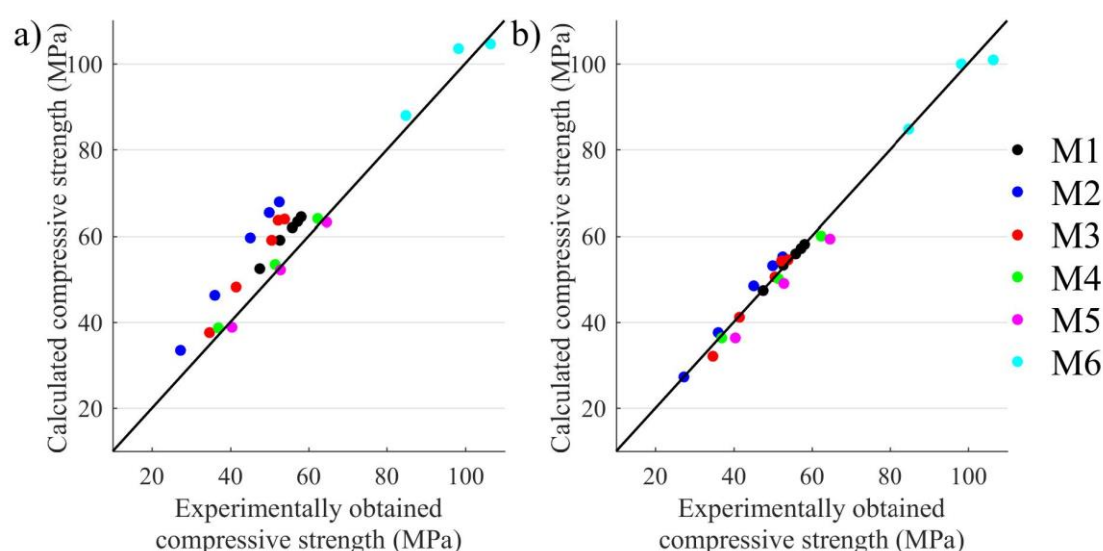 a)
Calculated compressive strength (MPa)
100
80
60
40
20
20 40 60 80 100
Experimentally obtained
compressive strength (MPa)
b)
Calculated compressive strength (MPa)
100
80
60
40
20
20 40 60 80 100
Experimentally obtained
compressive strength (MPa)
M1
M2
M3
M4
M5
M6